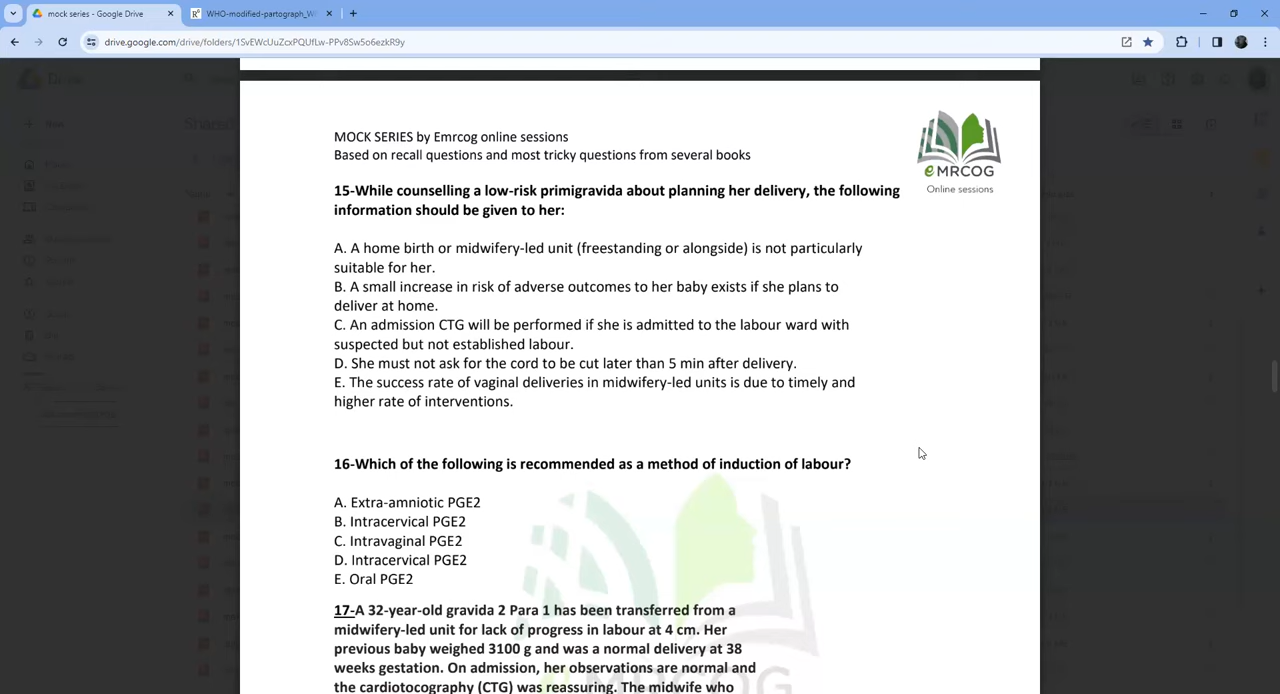 mock series - Google Drive
WHO-modified-partograph_W
drive.google.com/drive/folders/1SvEWcUuZcxPQUfLw-PPv8Sw5o6ezkR9y
MOCK SERIES by Emrcog online sessions
Based on recall questions and most tricky questions from several books
eMRCOG
Online sessions
15-While counselling a low-risk primigravida about planning her delivery, the following
information should be given to her:
A. A home birth or midwifery-led unit (freestanding or alongside) is not particularly
suitable for her.
B. A small increase in risk of adverse outcomes to her baby exists if she plans to
deliver at home.
C. An admission CTG will be performed if she is admitted to the labour ward with
suspected but not established labour.
D. She must not ask for the cord to be cut later than 5 min after delivery.
E. The success rate of vaginal deliveries in midwifery-led units is due to timely and
higher rate of interventions.
16-Which of the following is recommended as a method of induction of labour?
A. Extra-amniotic PGE2
B. Intracervical PGE2
C. Intravaginal PGE2
D. Intracervical PGE2
E. Oral PGE2
17-A 32-year-old gravida 2 Para 1 has been transferred from a
midwifery-led unit for lack of progress in labour at 4 cm. Her
previous baby weighed 3100 g and was a normal delivery at 38
weeks gestation. On admission, her observations are normal and
the cardiotocography (CTG) was reassuring. The midwife who